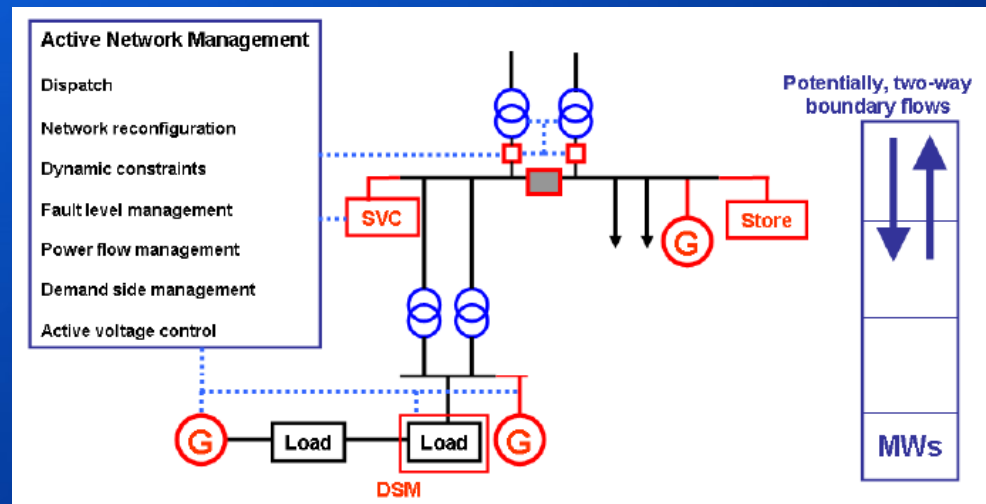 Active Network Management
Dispatch
Network reconfiguration
Dynamic constraints
Fault level management
Power flow management
Demand side management
Active voltage control
SVC
G
Store
Potentially, two-way
boundary flows
MWs
G
Load
Load
G
DSM